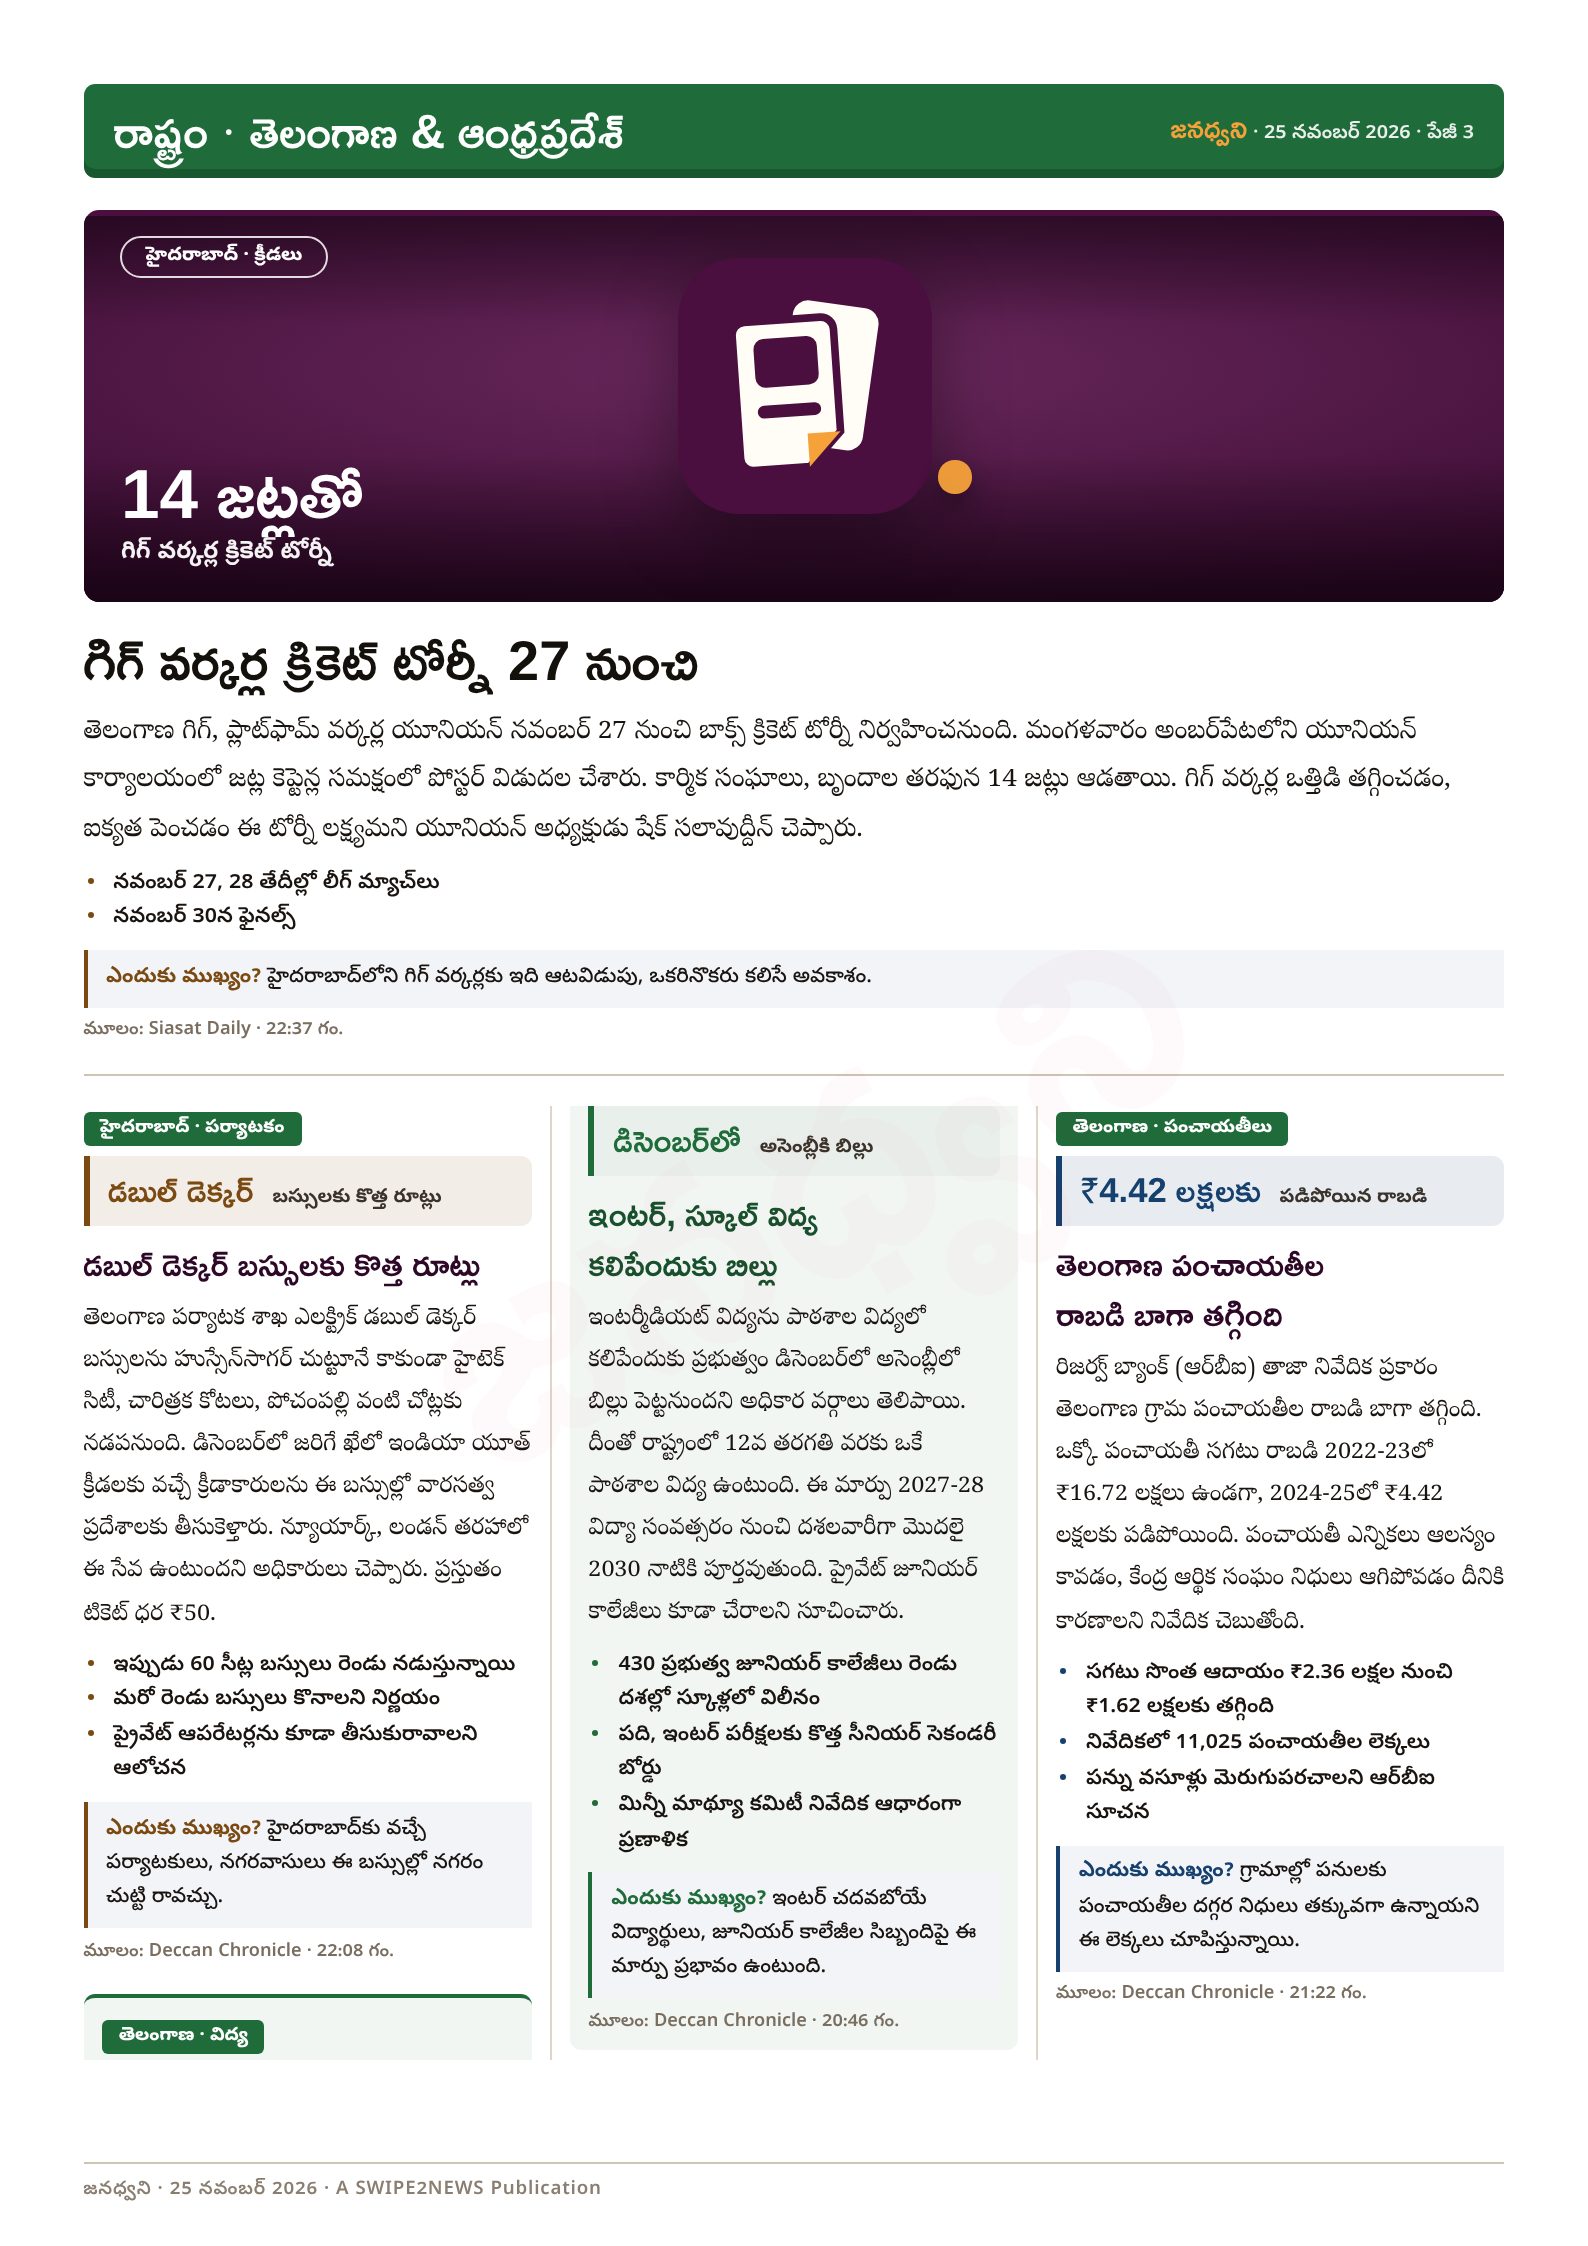 రాష్ట్రం · తెలంగాణ & ఆంధ్రప్రదేశ్
జనధ్వని · 25 నవంబర్ 2026 · పేజీ 3
హైదరాబాద్ · క్రీడలు
14 జట్లతో
గిగ్ వర్కర్ల క్రికెట్ టోర్నీ
గిగ్ వర్కర్ల క్రికెట్ టోర్నీ 27 నుంచి
తెలంగాణ గిగ్, ప్లాట్‌ఫామ్ వర్కర్ల యూనియన్ నవంబర్ 27 నుంచి బాక్స్ క్రికెట్ టోర్నీ నిర్వహించనుంది. మంగళవారం అంబర్‌పేటలోని యూనియన్
కార్యాలయంలో జట్ల కెప్టెన్ల సమక్షంలో పోస్టర్ విడుదల చేశారు. కార్మిక సంఘాలు, బృందాల తరఫున 14 జట్లు ఆడతాయి. గిగ్ వర్కర్ల ఒత్తిడి తగ్గించడం,
ఐక్యత పెంచడం ఈ టోర్నీ లక్ష్యమని యూనియన్ అధ్యక్షుడు షేక్ సలావుద్దీన్ చెప్పారు.
• నవంబర్ 27, 28 తేదీల్లో లీగ్ మ్యాచ్‌లు
• నవంబర్ 30న ఫైనల్స్
ఎందుకు ముఖ్యం? హైదరాబాద్‌లోని గిగ్ వర్కర్లకు ఇది ఆటవిడుపు, ఒకరినొకరు కలిసే అవకాశం.
మూలం: Siasat Daily · 22:37 గం.
హైదరాబాద్ · పర్యాటకం
డబుల్ డెక్కర్ బస్సులకు కొత్త రూట్లు
డబుల్ డెక్కర్ బస్సులకు కొత్త రూట్లు
తెలంగాణ పర్యాటక శాఖ ఎలక్ట్రిక్ డబుల్ డెక్కర్
బస్సులను హుస్సేన్‌సాగర్ చుట్టూనే కాకుండా హైటెక్
సిటీ, చారిత్రక కోటలు, పోచంపల్లి వంటి చోట్లకు
నడపనుంది. డిసెంబర్‌లో జరిగే ఖేలో ఇండియా యూత్
క్రీడలకు వచ్చే క్రీడాకారులను ఈ బస్సుల్లో వారసత్వ
ప్రదేశాలకు తీసుకెళ్తారు. న్యూయార్క్, లండన్ తరహాలో
ఈ సేవ ఉంటుందని అధికారులు చెప్పారు. ప్రస్తుతం
టికెట్ ధర ₹50.
• ఇప్పుడు 60 సీట్ల బస్సులు రెండు నడుస్తున్నాయి
• మరో రెండు బస్సులు కొనాలని నిర్ణయం
• ప్రైవేట్ ఆపరేటర్లను కూడా తీసుకురావాలని
ఆలోచన
ఎందుకు ముఖ్యం? హైదరాబాద్‌కు వచ్చే
పర్యాటకులు, నగరవాసులు ఈ బస్సుల్లో నగరం
చుట్టి రావచ్చు.
మూలం: Deccan Chronicle · 22:08 గం.
తెలంగాణ · విద్య
డిసెంబర్‌లో అసెంబ్లీకి బిల్లు
ఇంటర్, స్కూల్ విద్య
కలిపేందుకు బిల్లు
ఇంటర్మీడియట్ విద్యను పాఠశాల విద్యలో
కలిపేందుకు ప్రభుత్వం డిసెంబర్‌లో అసెంబ్లీలో
బిల్లు పెట్టనుందని అధికార వర్గాలు తెలిపాయి.
దీంతో రాష్ట్రంలో 12వ తరగతి వరకు ఒకే
పాఠశాల విద్య ఉంటుంది. ఈ మార్పు 2027-28
విద్యా సంవత్సరం నుంచి దశలవారీగా మొదలై
2030 నాటికి పూర్తవుతుంది. ప్రైవేట్ జూనియర్
కాలేజీలు కూడా చేరాలని సూచించారు.
• 430 ప్రభుత్వ జూనియర్ కాలేజీలు రెండు
దశల్లో స్కూళ్లలో విలీనం
• పది, ఇంటర్ పరీక్షలకు కొత్త సీనియర్ సెకండరీ
బోర్డు
• మిన్నీ మాథ్యూ కమిటీ నివేదిక ఆధారంగా
ప్రణాళిక
ఎందుకు ముఖ్యం? ఇంటర్ చదవబోయే
విద్యార్థులు, జూనియర్ కాలేజీల సిబ్బందిపై ఈ
మార్పు ప్రభావం ఉంటుంది.
మూలం: Deccan Chronicle · 20:46 గం.
తెలంగాణ · పంచాయతీలు
₹4.42 లక్షలకు పడిపోయిన రాబడి
తెలంగాణ పంచాయతీల
రాబడి బాగా తగ్గింది
రిజర్వ్ బ్యాంక్ (ఆర్‌బీఐ) తాజా నివేదిక ప్రకారం
తెలంగాణ గ్రామ పంచాయతీల రాబడి బాగా తగ్గింది.
ఒక్కో పంచాయతీ సగటు రాబడి 2022-23లో
₹16.72 లక్షలు ఉండగా, 2024-25లో ₹4.42
లక్షలకు పడిపోయింది. పంచాయతీ ఎన్నికలు ఆలస్యం
కావడం, కేంద్ర ఆర్థిక సంఘం నిధులు ఆగిపోవడం దీనికి
కారణాలని నివేదిక చెబుతోంది.
• సగటు సొంత ఆదాయం ₹2.36 లక్షల నుంచి
₹1.62 లక్షలకు తగ్గింది
• నివేదికలో 11,025 పంచాయతీల లెక్కలు
• పన్ను వసూళ్లు మెరుగుపరచాలని ఆర్‌బీఐ
సూచన
ఎందుకు ముఖ్యం? గ్రామాల్లో పనులకు
పంచాయతీల దగ్గర నిధులు తక్కువగా ఉన్నాయని
ఈ లెక్కలు చూపిస్తున్నాయి.
మూలం: Deccan Chronicle · 21:22 గం.
జనధ్వని
జనధ్వని · 25 నవంబర్ 2026 · A SWIPE2NEWS Publication